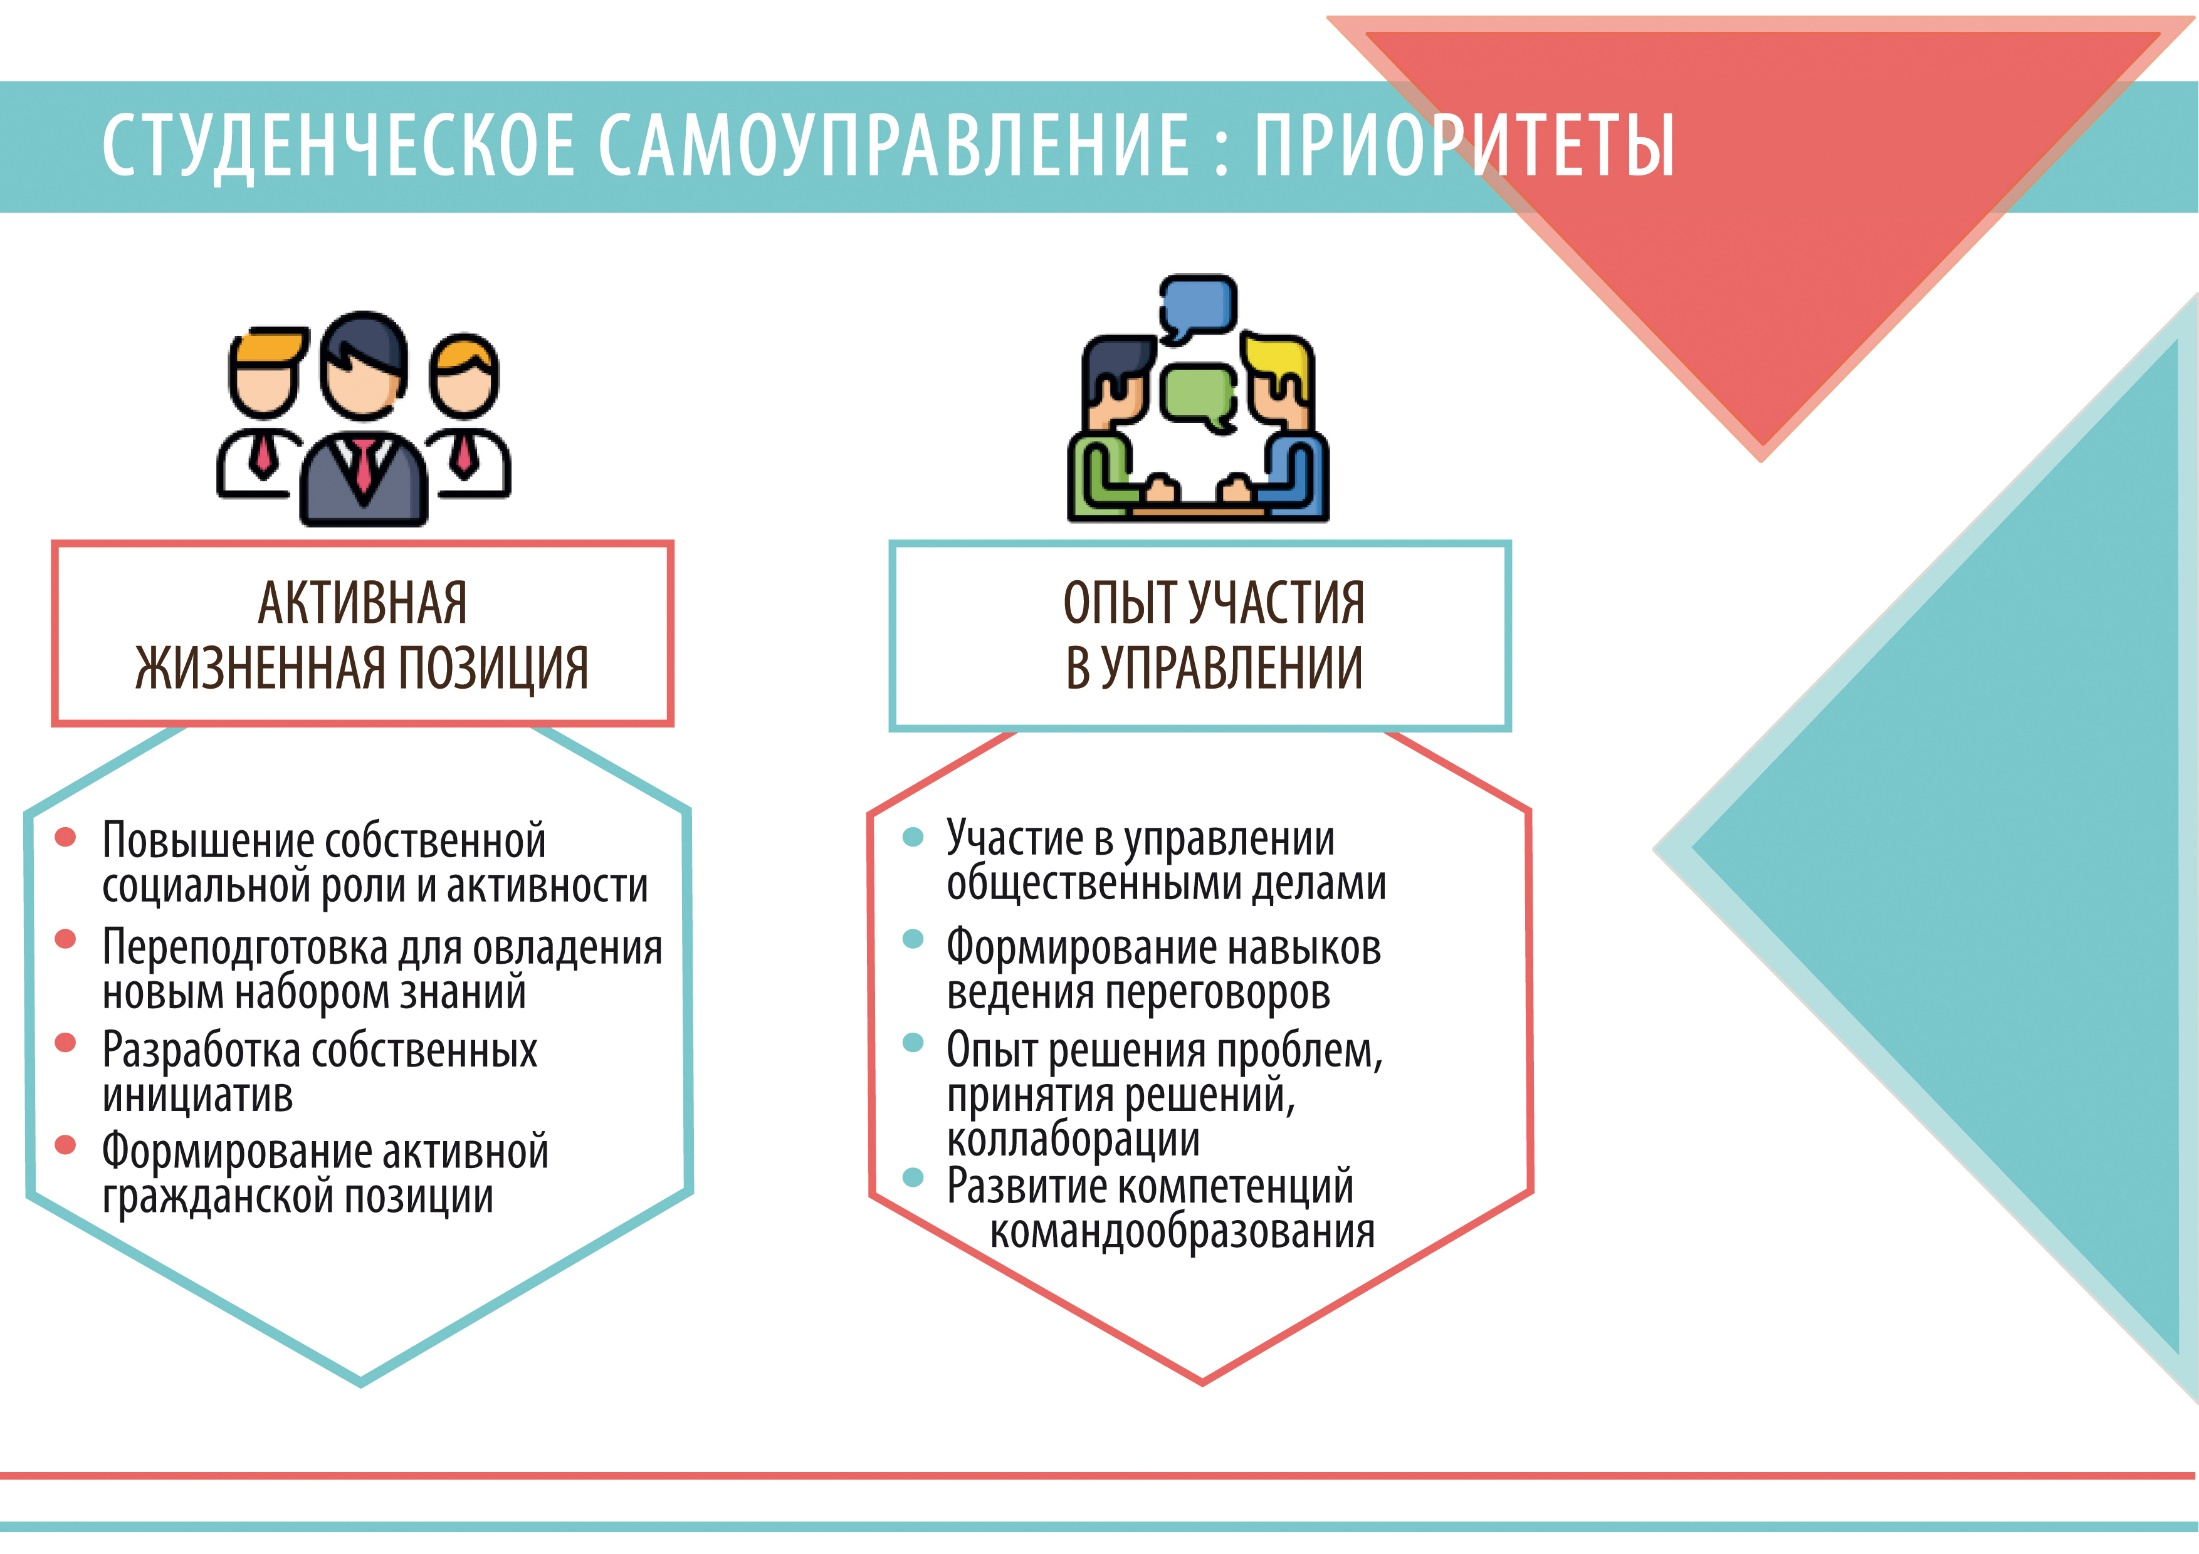 СТУДЕНЧЕСКОЕ САМОУПРАВЛЕНИЕ : ПРИОРИТЕТЫ
АКТИВНАЯ
ЖИЗНЕННАЯ ПОЗИЦИЯ
Повышение собственной
социальной роли и активности
Переподготовка для овладения
новым набором знаний
Разработка собственных
инициатив
Формирование активной
гражданской позиции
ОПЫТ УЧАСТИЯ
В УПРАВЛЕНИИ
Участие в управлении
общественными делами
Формирование навыков
ведения переговоров
Опыт решения проблем,
принятия решений,
коллаборации
Развитие компетенций
командообразования